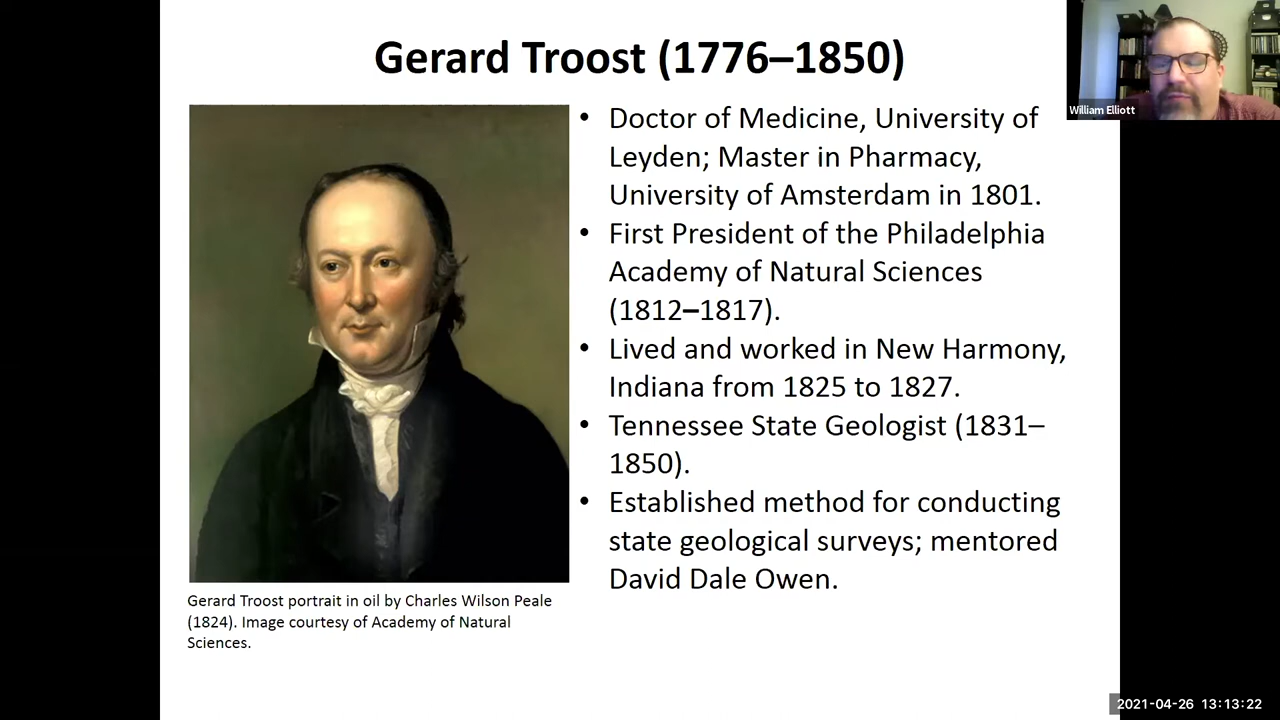 Gerard Troost (1776–1850)
William Elliott
• Doctor of Medicine, University of
Leyden; Master in Pharmacy,
University of Amsterdam in 1801.
• First President of the Philadelphia
Academy of Natural Sciences
(1812–1817).
• Lived and worked in New Harmony,
Indiana from 1825 to 1827.
• Tennessee State Geologist (1831–
1850).
• Established method for conducting
state geological surveys; mentored
David Dale Owen.
Gerard Troost portrait in oil by Charles Wilson Peale
(1824). Image courtesy of Academy of Natural
Sciences.
2021-04-26 13:13:22